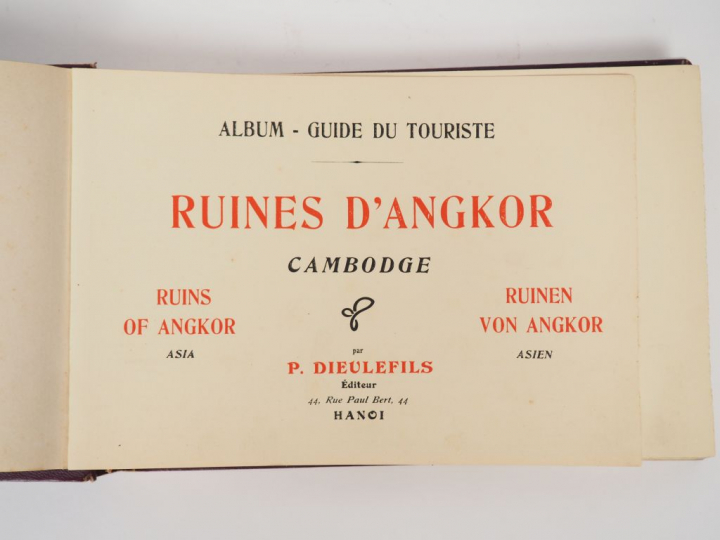 ALBUM - GUIDE DU TOURISTE
RUINES D'ANGKOR
CAMBODGE
RUINS
OF ANGKOR
ASIA
RUINEN
VON ANGKOR
ASIEN
par
P. DIEULEFILS
Éditeur
44, Rue Paul Bert, 44
HANOI